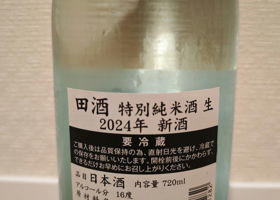 田酒 特別純米酒 生
2024年 新酒
要冷蔵
ご購入後は品質保持の為、直射日光を避け、冷蔵で
の保存をお願いいたします。開栓前後にかかわらず、
できるだけお早めにお召し上がりください。
品目 日本酒 内容量 720ml
アルコール分 16度
原材料